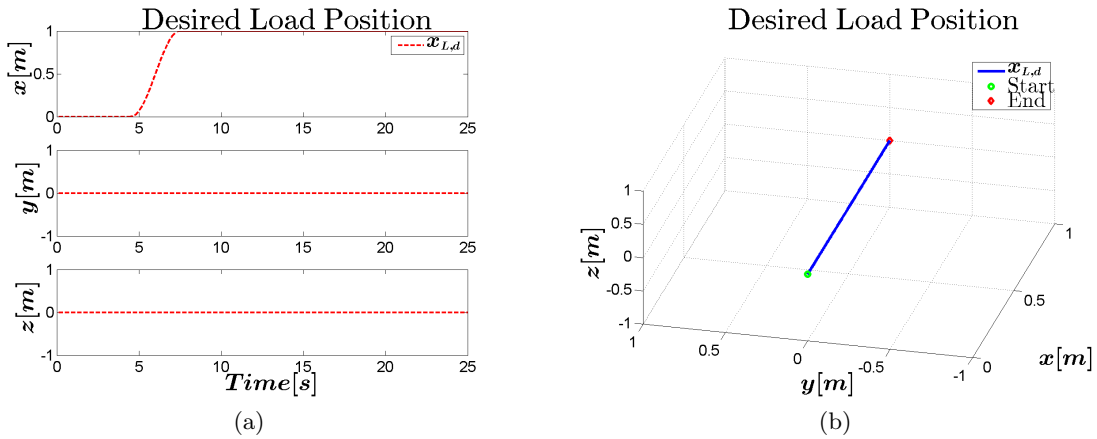 Desired Load Position
x[m]
1
0.5
0
x_{L,d}
0 5 10 15 20 25
y[m]
1
0
-1
0 5 10 15 20 25
z[m]
1
0
-1
0 5 10 15 20 25
Time[s]
(a)
Desired Load Position
x_{L,d}
Start
End
z[m]
1
0.5
0
-0.5
-1
1 0.5 0 -0.5 -1
y[m]
0 0.5 1
x[m]
(b)